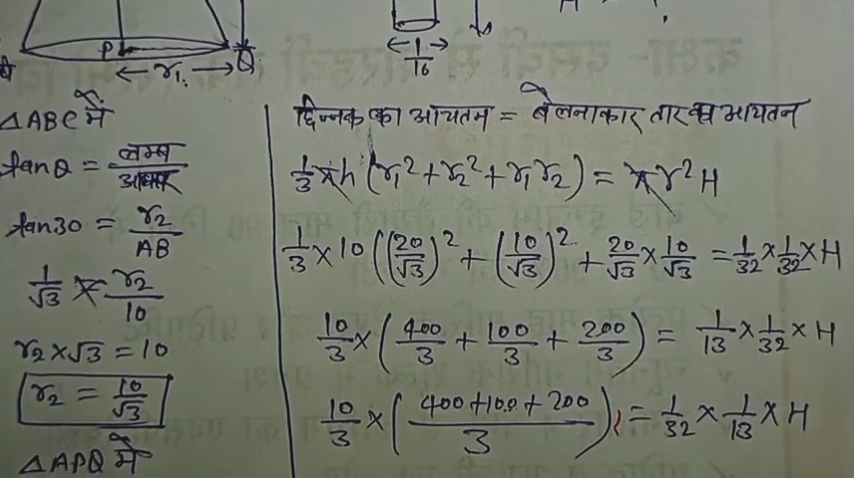 P
Q
r₁
1/16
H =
△ABC में
tanθ = लम्ब/आधार
tan30 = r₂/AB
1/√3 = r₂/10
r₂×√3 = 10
r₂ = 10/√3
△APQ में
छिन्नक का आयतन = बेलनाकार तार का आयतन
1/3 πh (r₁² + r₂² + r₁r₂) = πr²H
1/3 × 10 ((20/√3)² + (10/√3)² + 20/√3 × 10/√3 = 1/32 × 1/32 × H
10/3 × (400/3 + 100/3 + 200/3) = 1/13 × 1/32 × H
10/3 × (400+100+200/3) = 1/32 × 1/13 × H